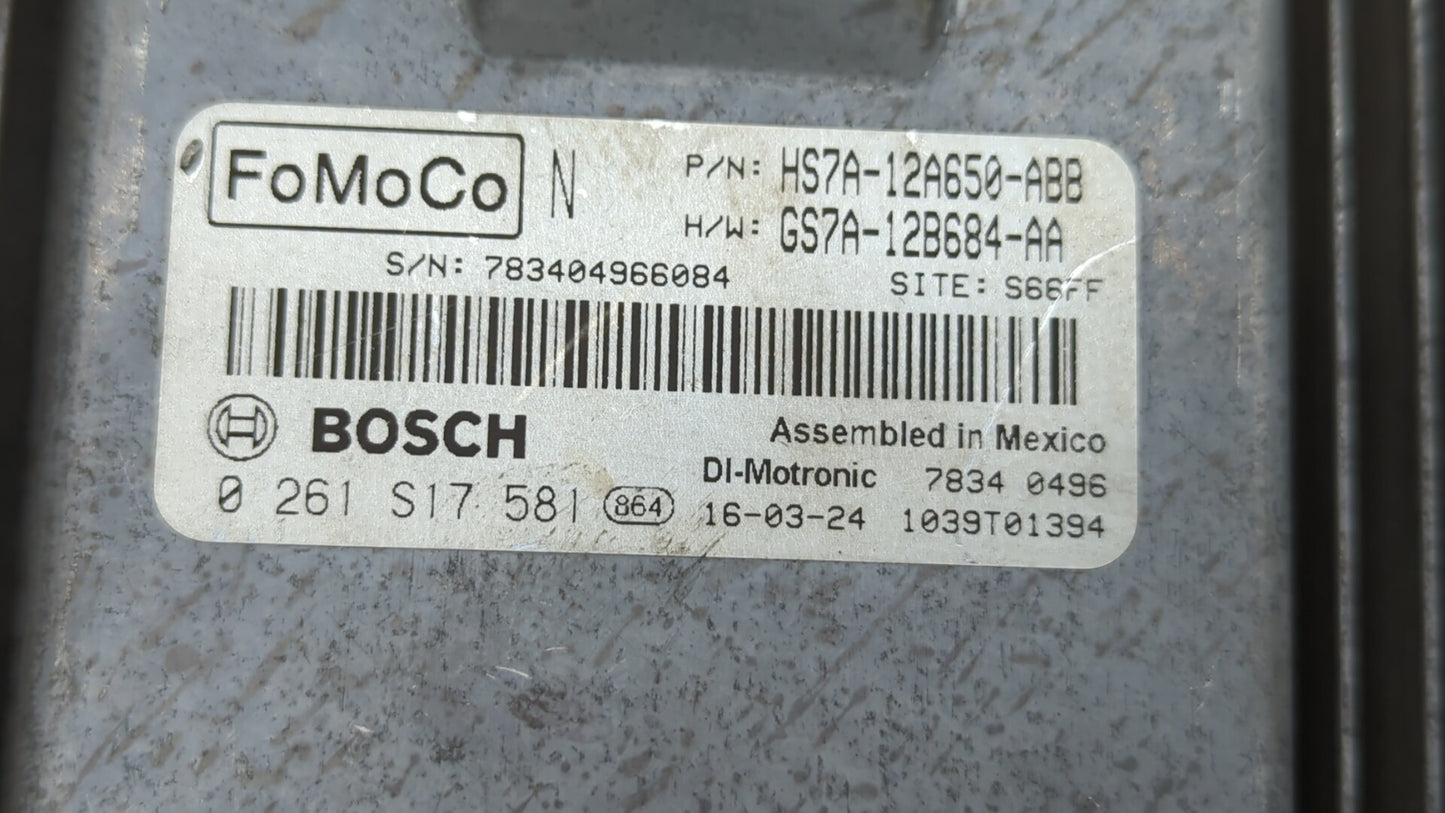 FoMoCo N P/N: HS7A-12A650-ABB
H/W: GS7A-12B684-AA
S/N: 783404966084 SITE: S66FF
BOSCH Assembled in Mexico
DI-Motronic 7834 0496
0 261 S17 581 864 16-03-24 1039T01394